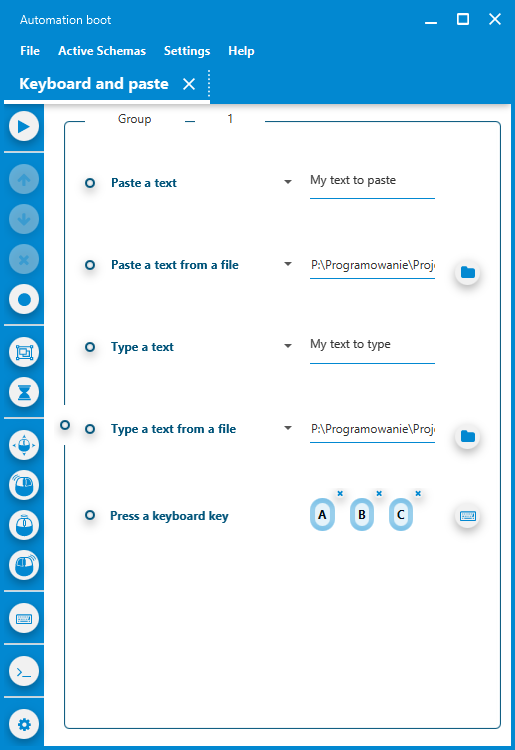 Automation boot
File Active Schemas Settings Help
Keyboard and paste
Group 1
Paste a text My text to paste
Paste a text from a file P:\Programowanie\Proj
Type a text My text to type
Type a text from a file P:\Programowanie\Proj
Press a keyboard key A B C